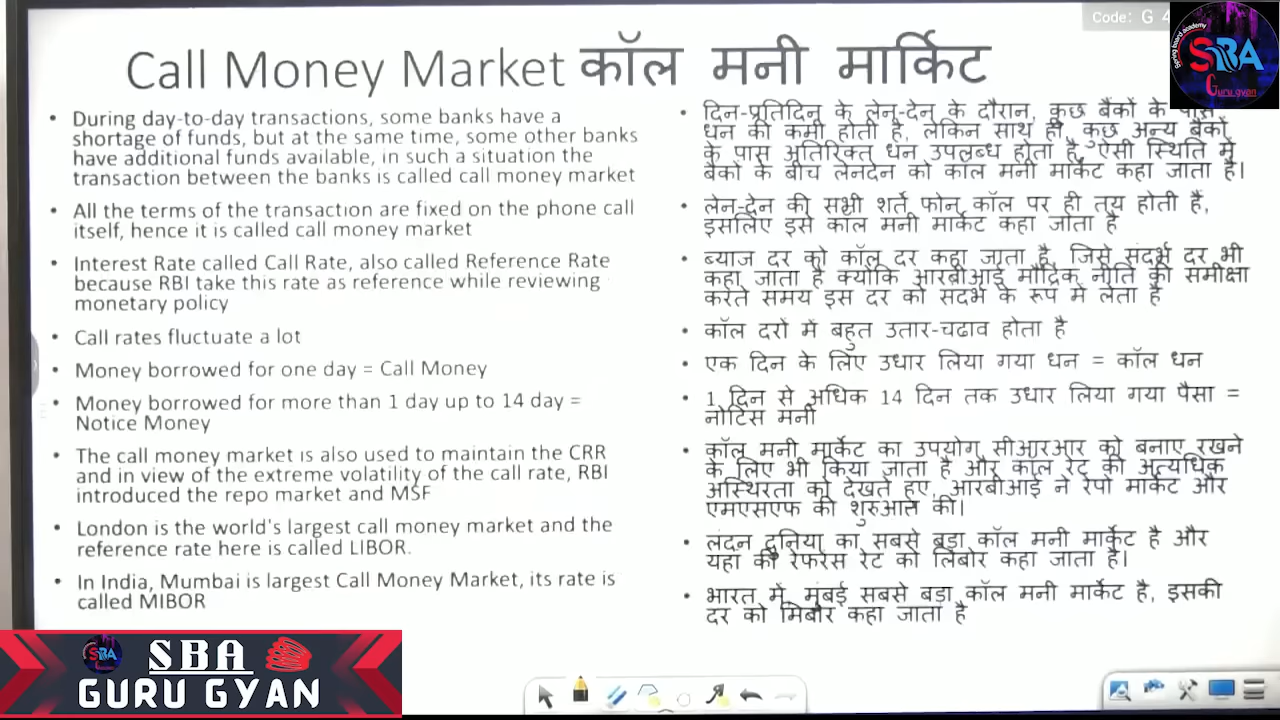 Code: G 4
Call Money Market कॉल मनी मार्किट
• During day-to-day transactions, some banks have a
shortage of funds, but at the same time, some other banks
have additional funds available, in such a situation the
transaction between the banks is called call money market
• All the terms of the transaction are fixed on the phone call
itself, hence it is called call money market
• Interest Rate called Call Rate, also called Reference Rate
because RBI take this rate as reference while reviewing
monetary policy
• Call rates fluctuate a lot
• Money borrowed for one day = Call Money
• Money borrowed for more than 1 day up to 14 day =
Notice Money
• The call money market is also used to maintain the CRR
and in view of the extreme volatility of the call rate, RBI
introduced the repo market and MSF
• London is the world's largest call money market and the
reference rate here is called LIBOR.
• In India, Mumbai is largest Call Money Market, its rate is
called MIBOR
• दिन-प्रतिदिन के लेन-देन के दौरान, कुछ बैंकों के पास
धन की कमी होती है, लेकिन साथ ही, कुछ अन्य बैंकों
के पास अतिरिक्त धन उपलब्ध होता है, ऐसी स्थिति में
बैंकों के बीच लेनदेन को कॉल मनी मार्केट कहा जाता है।
• लेन-देन की सभी शर्तें फोन कॉल पर ही तय होती हैं,
इसलिए इसे कॉल मनी मार्केट कहा जाता है
• ब्याज दर को कॉल दर कहा जाता है, जिसे संदर्भ दर भी
कहा जाता है क्योंकि आरबीआई मौद्रिक नीति की समीक्षा
करते समय इस दर को संदर्भ के रूप में लेता है
• कॉल दरों में बहुत उतार-चढाव होता है
• एक दिन के लिए उधार लिया गया धन = कॉल धन
• 1 दिन से अधिक 14 दिन तक उधार लिया गया पैसा =
नोटिस मनी
• कॉल मनी मार्केट का उपयोग सीआरआर को बनाए रखने
के लिए भी किया जाता है और कॉल रेट की अत्यधिक
अस्थिरता को देखते हुए, आरबीआई ने रेपो मार्केट और
एमएसएफ की शुरुआत की।
• लंदन दुनिया का सबसे बड़ा कॉल मनी मार्केट है और
यहां की रेफरेंस रेट को लिबोर कहा जाता है।
• भारत में, मुंबई सबसे बड़ा कॉल मनी मार्केट है, इसकी
दर को मिबोर कहा जाता है
Spring board academy
SBA
Guru gyan
SBA
SBA
GURU GYAN